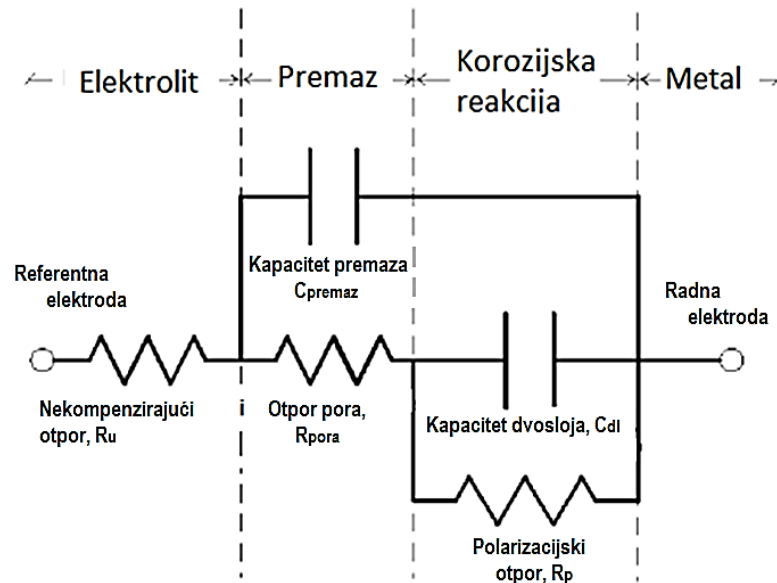 Elektrolit
Premaz
Korozijska
reakcija
Metal
Kapacitet premaza
Cpremaz
Referentna
elektroda
Radna
elektroda
Nekompenzirajući
otpor, Ru
i
Otpor pora,
Rpora
Kapacitet dvosloja, Cdl
Polarizacijski
otpor, Rp